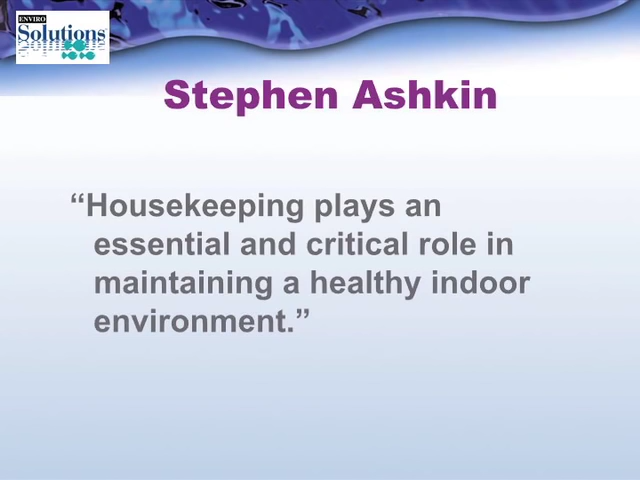 ENVIRO
Solutions
Stephen Ashkin
“Housekeeping plays an
essential and critical role in
maintaining a healthy indoor
environment.”